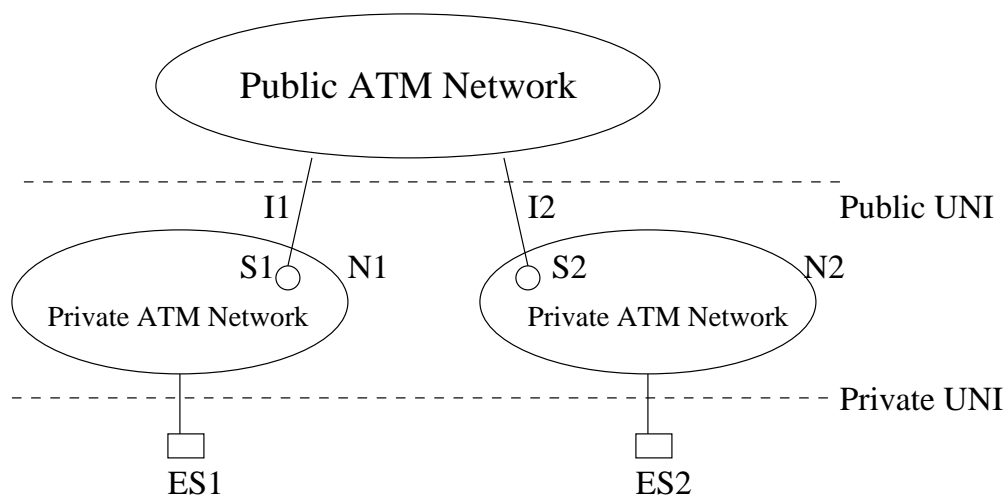 Public ATM Network
I1
I2
Public UNI
S1
N1
S2
N2
Private ATM Network
Private ATM Network
Private UNI
ES1
ES2